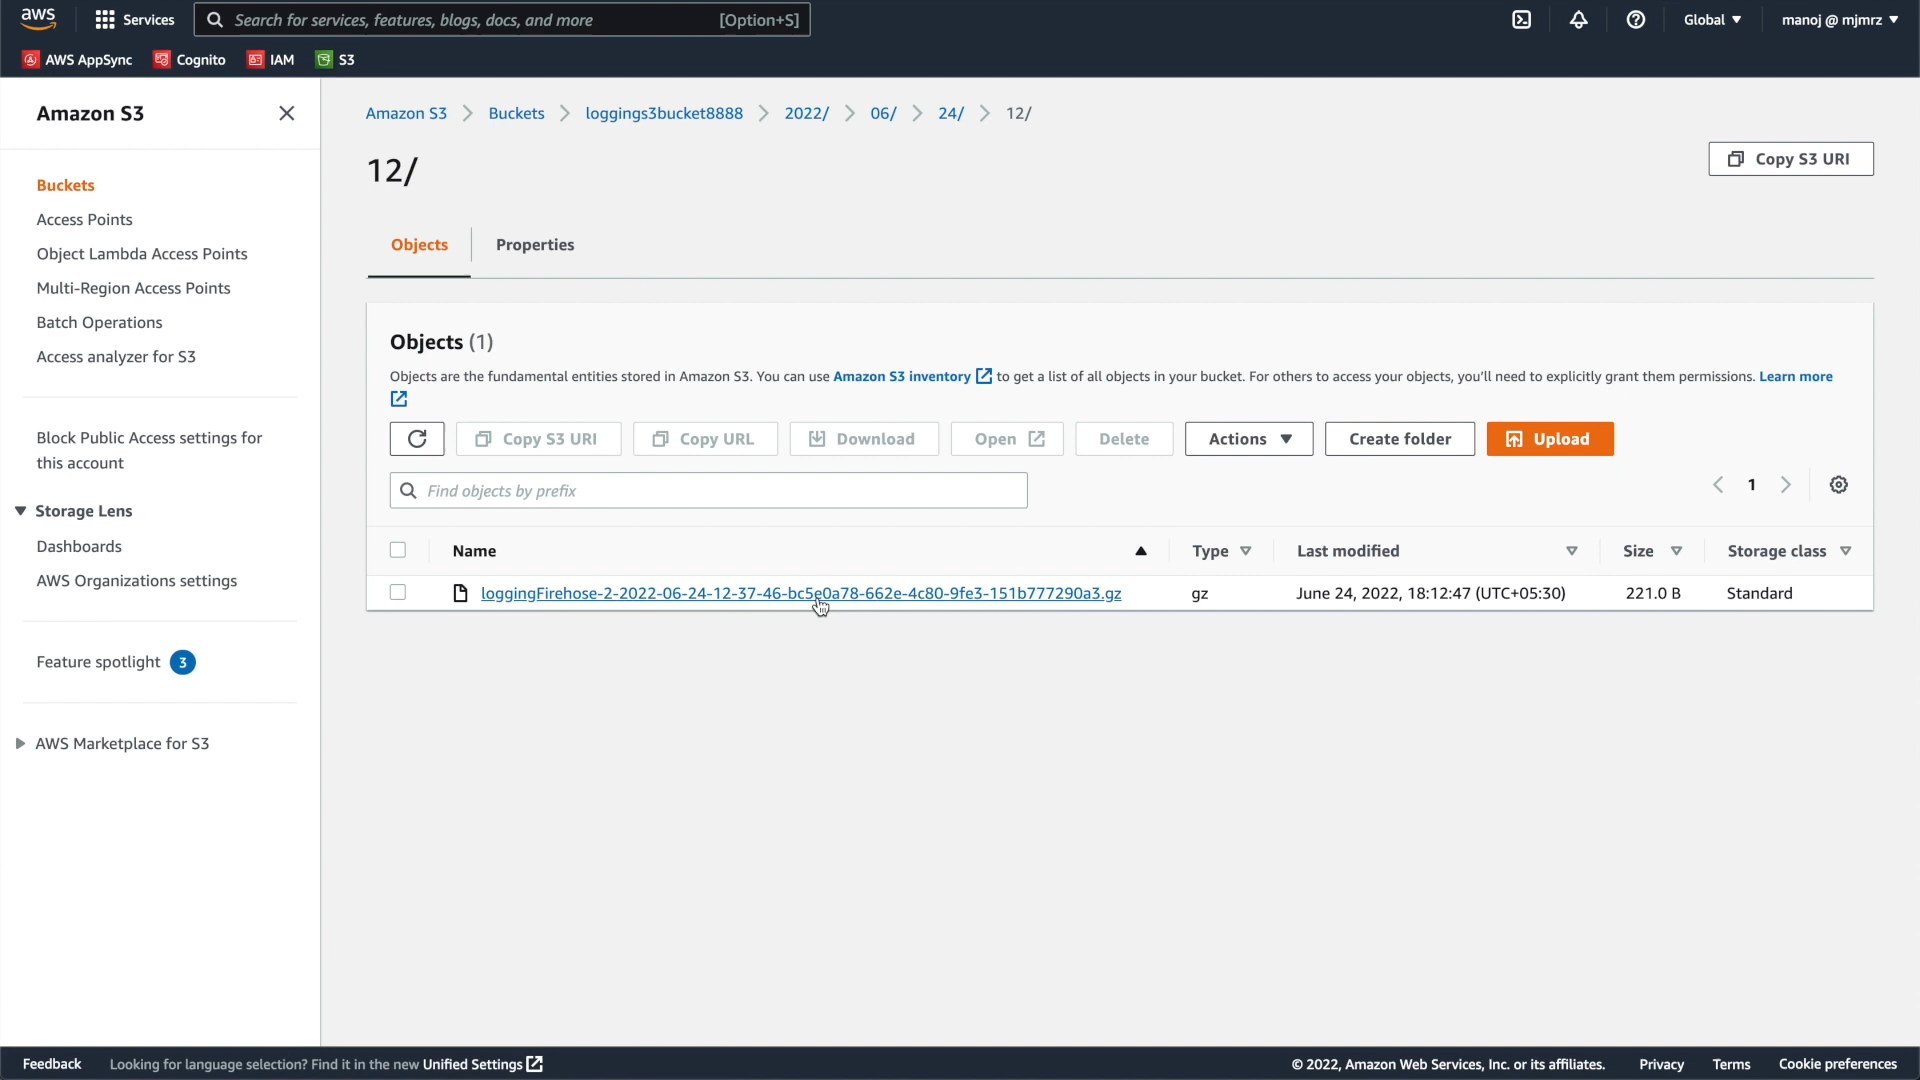 aws
Services
Search for services, features, blogs, docs, and more
[Option+S]
Global
manoj @ mjmrz
AWS AppSync
Cognito
IAM
S3
Amazon S3
Buckets
Access Points
Object Lambda Access Points
Multi-Region Access Points
Batch Operations
Access analyzer for S3
Block Public Access settings for
this account
Storage Lens
Dashboards
AWS Organizations settings
Feature spotlight 3
AWS Marketplace for S3
Amazon S3 > Buckets > loggings3bucket8888 > 2022/ > 06/ > 24/ > 12/
12/
Copy S3 URI
Objects
Properties
Objects (1)
Objects are the fundamental entities stored in Amazon S3. You can use Amazon S3 inventory to get a list of all objects in your bucket. For others to access your objects, you'll need to explicitly grant them permissions. Learn more
Copy S3 URI
Copy URL
Download
Open
Delete
Actions
Create folder
Upload
Find objects by prefix
1
Name
Type
Last modified
Size
Storage class
loggingFirehose-2-2022-06-24-12-37-46-bc5e0a78-662e-4c80-9fe3-151b777290a3.gz
gz
June 24, 2022, 18:12:47 (UTC+05:30)
221.0 B
Standard
Feedback
Looking for language selection? Find it in the new Unified Settings
© 2022, Amazon Web Services, Inc. or its affiliates.
Privacy
Terms
Cookie preferences